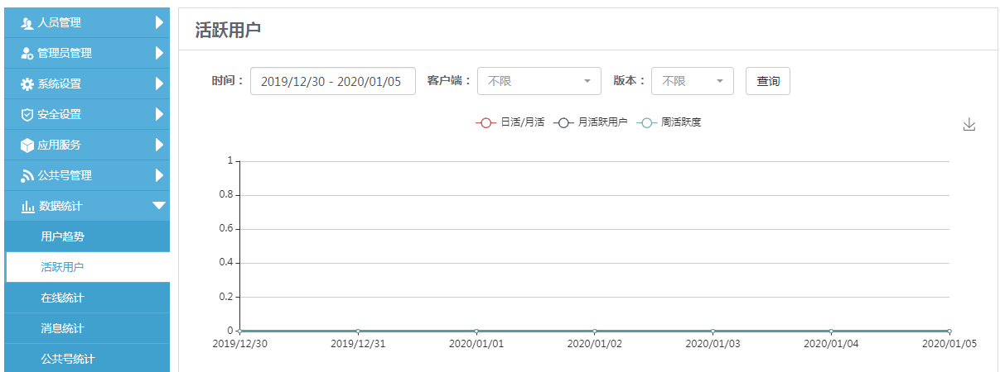 人员管理
管理员管理
系统设置
安全设置
应用服务
公共号管理
数据统计
用户趋势
活跃用户
在线统计
消息统计
公共号统计
活跃用户
时间： 2019/12/30 - 2020/01/05 客户端： 不限 版本： 不限 查询
日活/月活 月活跃用户 周活跃度
1
0.8
0.6
0.4
0.2
0
2019/12/30 2019/12/31 2020/01/01 2020/01/02 2020/01/03 2020/01/04 2020/01/05